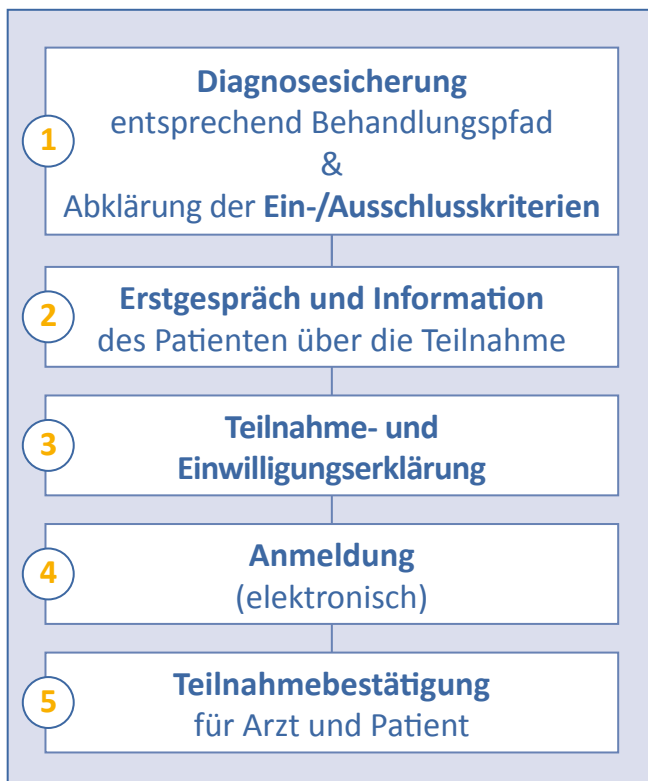 1
Diagnosesicherung
entsprechend Behandlungspfad
&
Abklärung der Ein-/Ausschlusskriterien
2
Erstgespräch und Information
des Patienten über die Teilnahme
3
Teilnahme- und
Einwilligungserklärung
4
Anmeldung
(elektronisch)
5
Teilnahmebestätigung
für Arzt und Patient